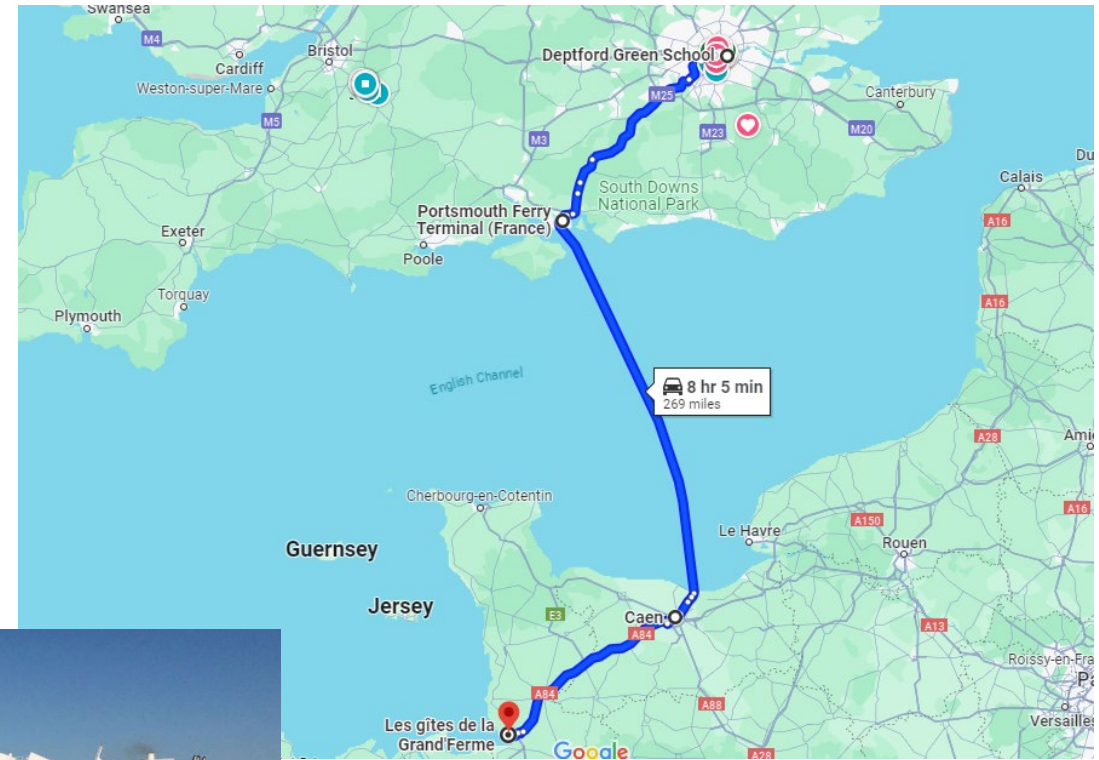 Swansea
M4
Cardiff
Bristol
Weston-super-Mare
M5
Deptford Green School
M25
M3
M23
Canterbury
M20
South Downs
National Park
Portsmouth Ferry
Terminal (France)
Exeter
Poole
Torquay
Plymouth
Calais
A16
A16
English Channel
8 hr 5 min
269 miles
A28
Cherbourg-en-Cotentin
Le Havre
A150
Rouen
A16
Guernsey
Jersey
E3
Caen
A84
A13
A84
A88
Versailles
Les gîtes de la
Grand'Ferme
Google
A28